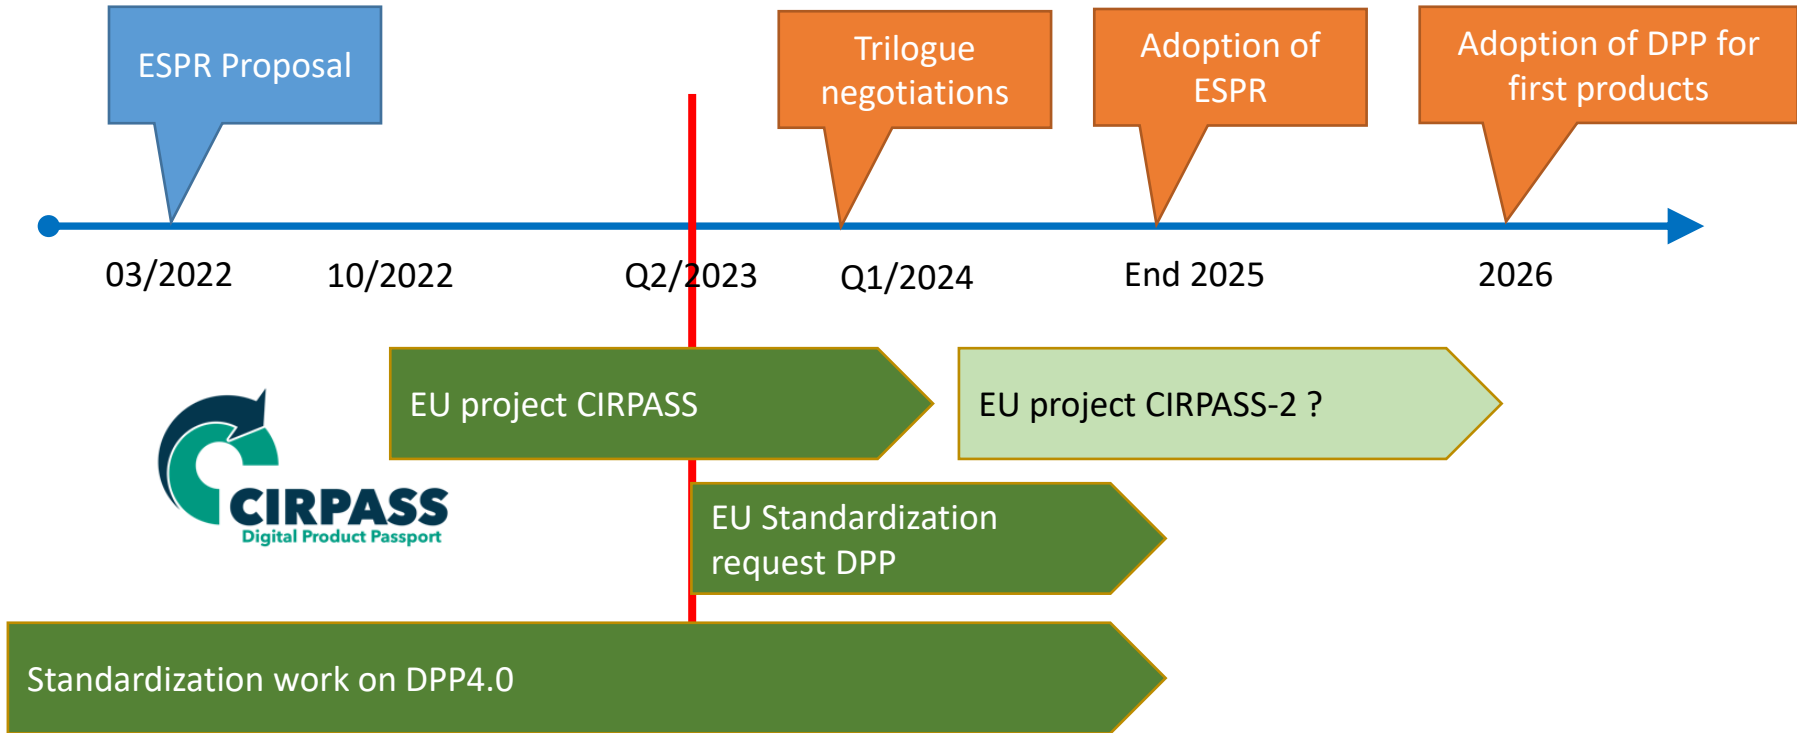 ESPR Proposal
Trilogue
negotiations
Adoption of
ESPR
Adoption of DPP for
first products
03/2022
10/2022
Q2/2023
Q1/2024
End 2025
2026
EU project CIRPASS
EU project CIRPASS-2 ?
CIRPASS
Digital Product Passport
EU Standardization
request DPP
Standardization work on DPP4.0